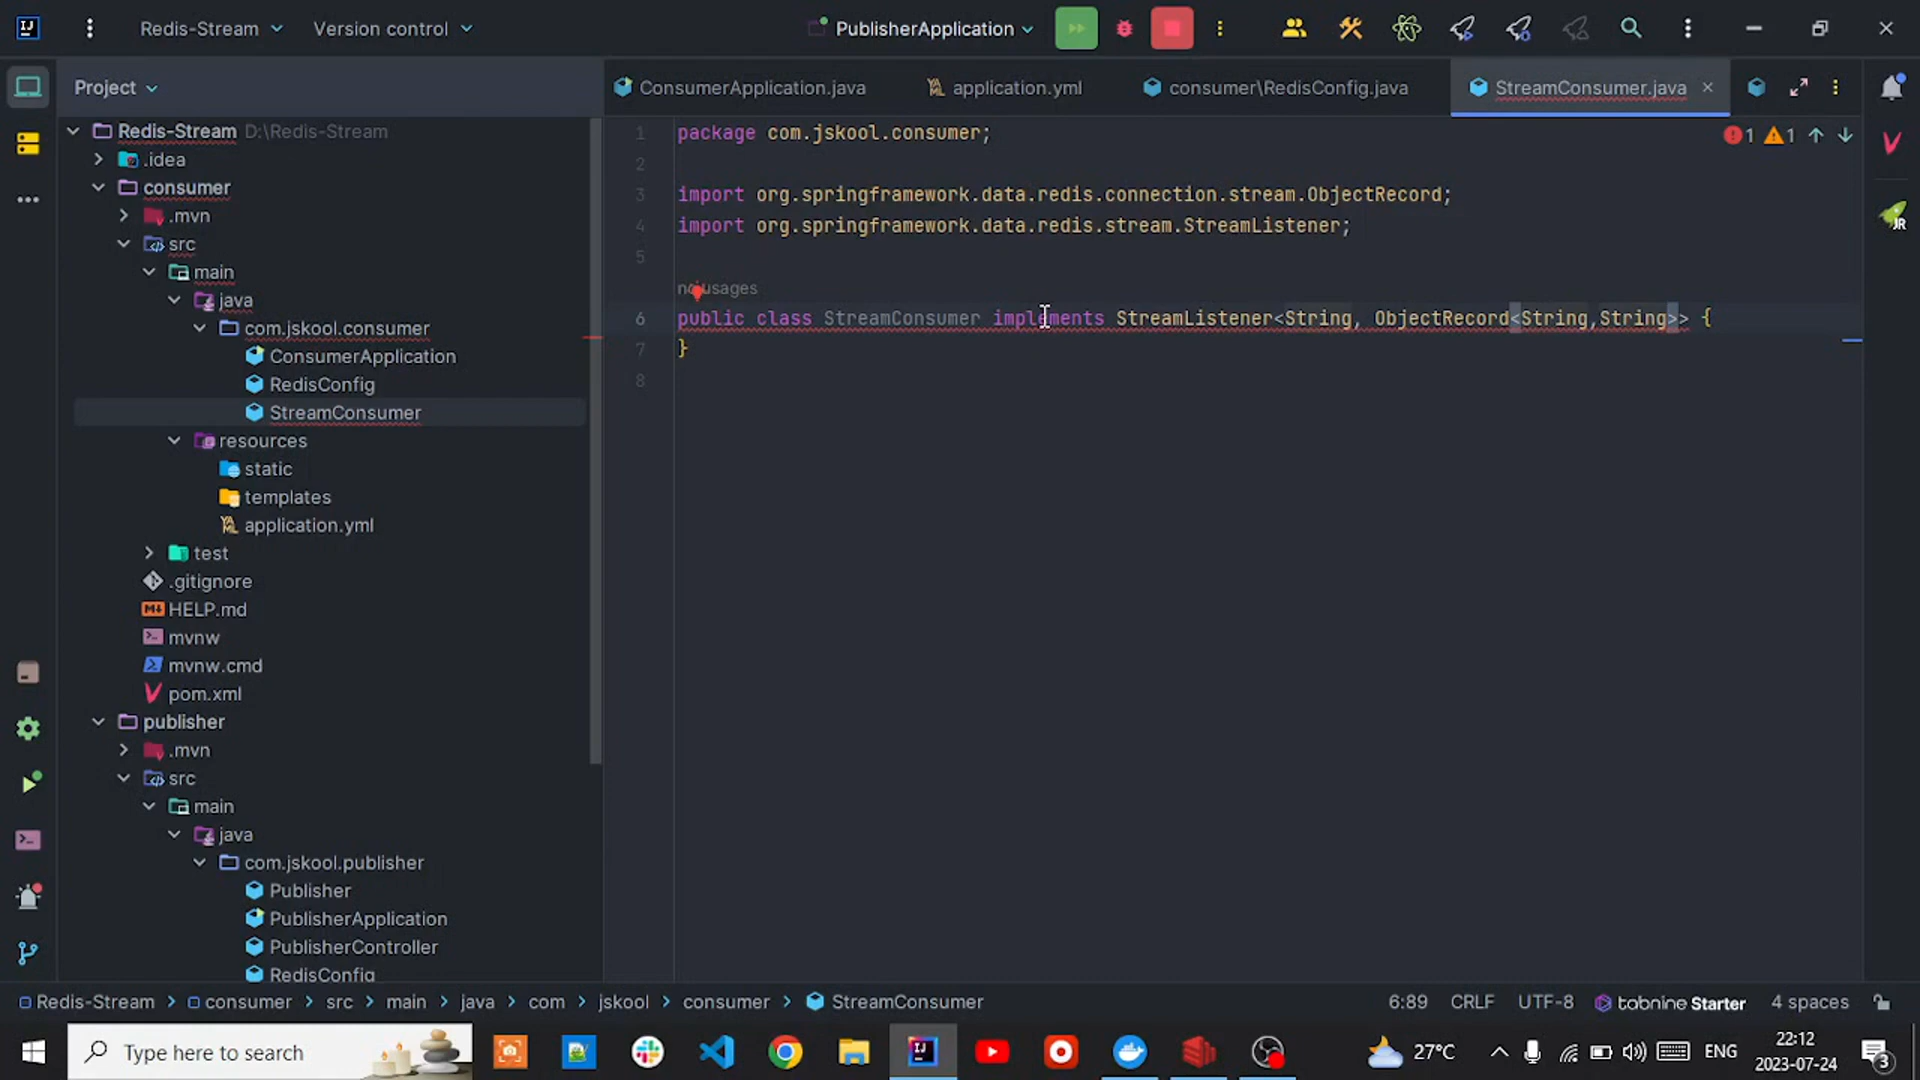 Redis-Stream
Version control
PublisherApplication
Project
ConsumerApplication.java
application.yml
consumer\RedisConfig.java
StreamConsumer.java
Redis-Stream D:\Redis-Stream
.idea
consumer
.mvn
src
main
java
com.jskool.consumer
ConsumerApplication
RedisConfig
StreamConsumer
resources
static
templates
application.yml
test
.gitignore
HELP.md
mvnw
mvnw.cmd
pom.xml
publisher
.mvn
src
main
java
com.jskool.publisher
Publisher
PublisherApplication
PublisherController
RedisConfig
1 package com.jskool.consumer;
1 1
2
3 import org.springframework.data.redis.connection.stream.ObjectRecord;
4 import org.springframework.data.redis.stream.StreamListener;
5
no usages
6 public class StreamConsumer implements StreamListener<String, ObjectRecord<String,String>> {
7 }
8
JR
Redis-Stream > consumer > src > main > java > com > jskool > consumer > StreamConsumer
6:89 CRLF UTF-8 tabnine Starter 4 spaces
Type here to search
27°C
ENG
22:12
2023-07-24
3